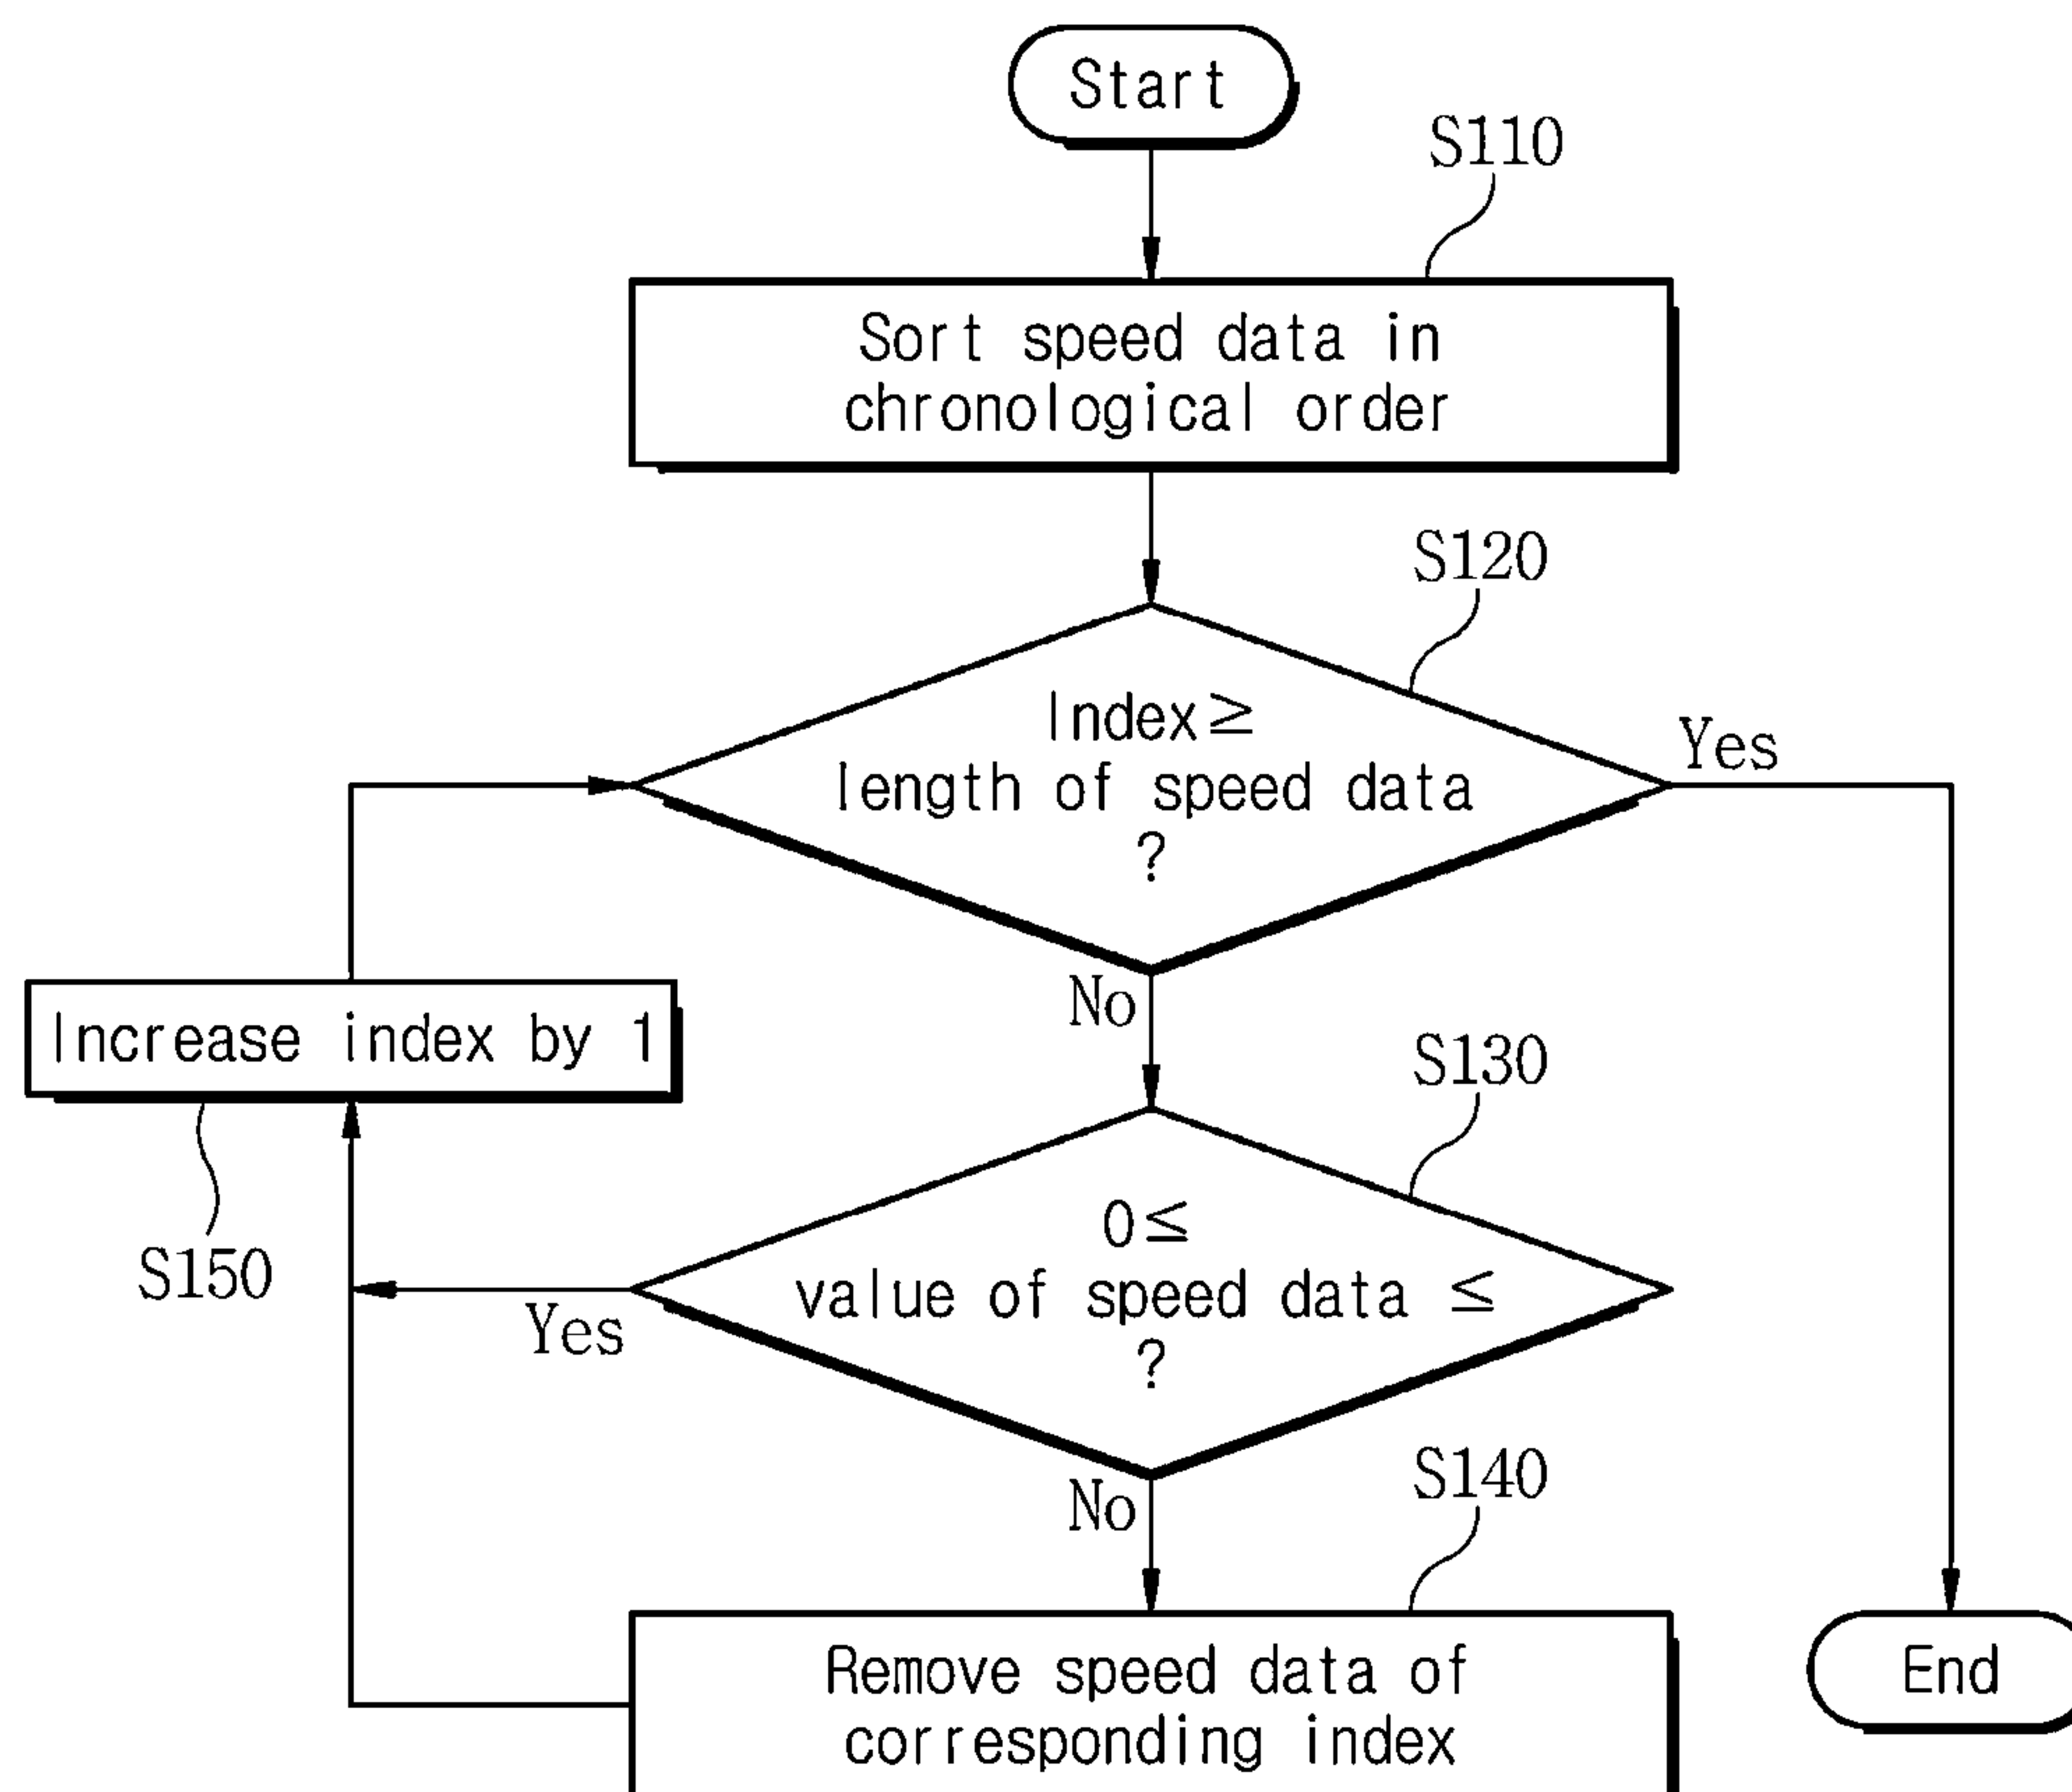 Start
S110
Sort speed data in
chronological order
S120
Index≥
length of speed data
?
Yes
No
Increase index by 1
S150
S130
0≤
value of speed data ≤
?
Yes
No
S140
Remove speed data of
corresponding index
End